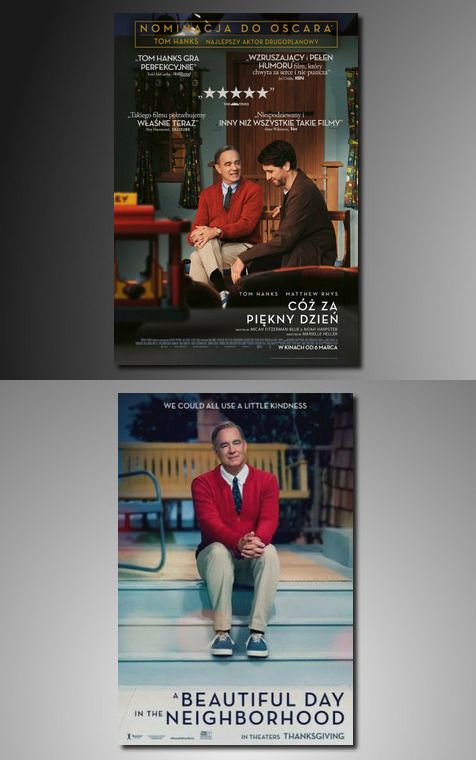 NOMINACJA DO OSCARA
TOM HANKS NAJLEPSZY AKTOR DRUGOPLANOWY
„TOM HANKS GRA
PERFEKCYJNIE”
„WZRUSZAJĄCY i PEŁEN
HUMORU film, który
chwyta za serce i nie puszcza”
„Takiego filmu potrzebujemy
WŁAŚNIE TERAZ”
„Niespodziewany i
INNY NIŻ WSZYSTKIE TAKIE FILMY”
TOM HANKS MATTHEW RHYS
CÓŻ ZA
PIĘKNY DZIEŃ
W KINACH OD 6 MARCA
WE COULD ALL USE A LITTLE KINDNESS
A BEAUTIFUL DAY
IN THE NEIGHBORHOOD
IN THEATERS THANKSGIVING